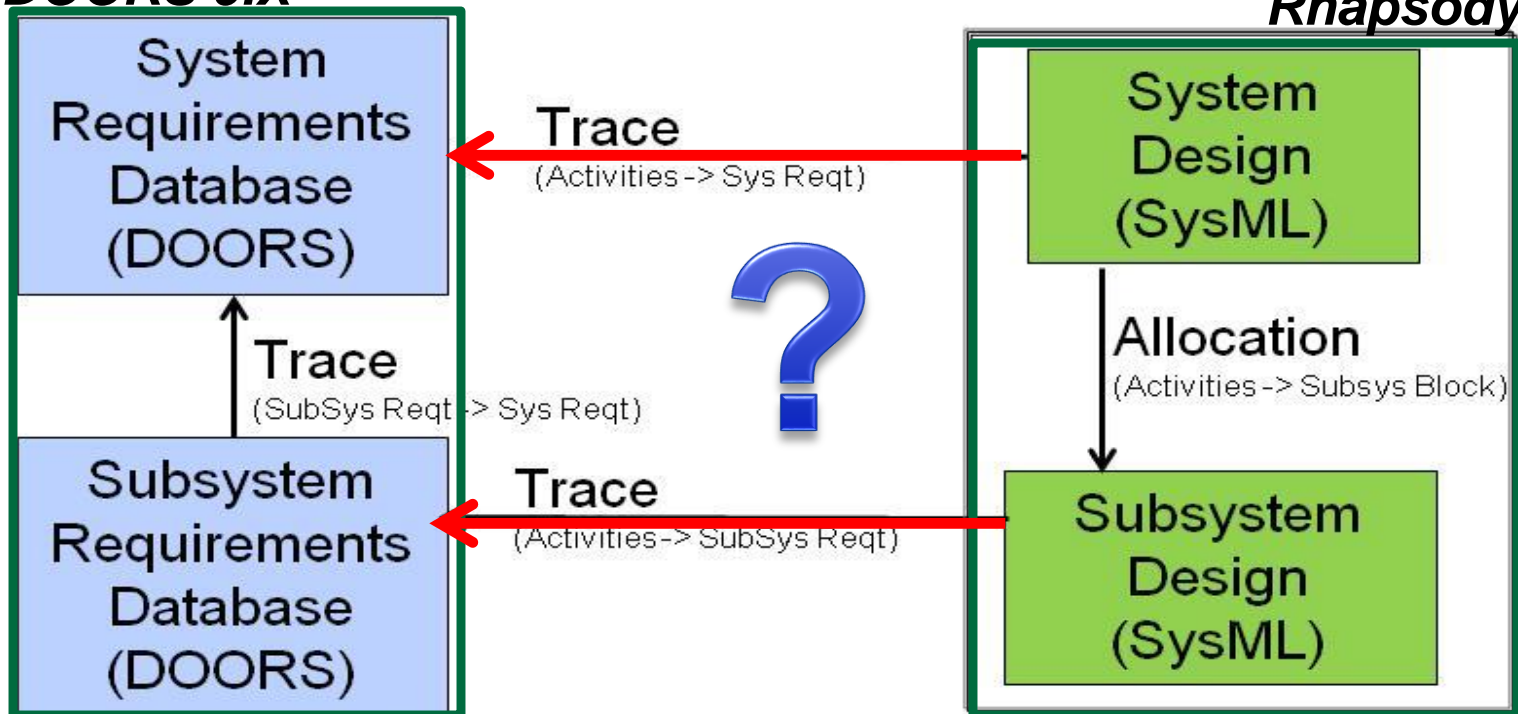 Rhapsody
System
Requirements
Database
(DOORS)
Trace
(Activities -> Sys Reqt)
System
Design
(SysML)
?
Trace
(SubSys Reqt -> Sys Reqt)
Allocation
(Activities -> Subsys Block)
Subsystem
Requirements
Database
(DOORS)
Trace
(Activities -> SubSys Reqt)
Subsystem
Design
(SysML)